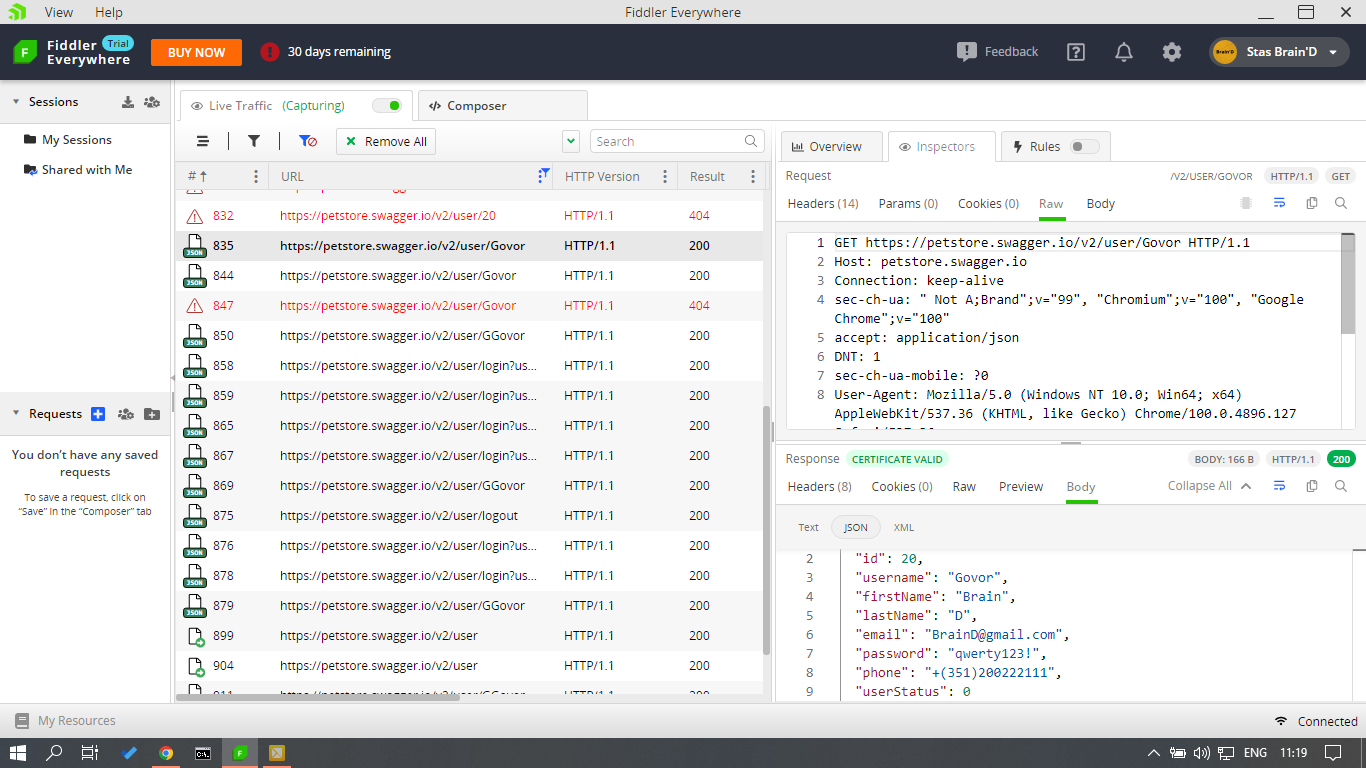 View Help Fiddler Everywhere
Fiddler Trial
Everywhere
BUY NOW
30 days remaining
Feedback
Stas Brain'D
Sessions
My Sessions
Shared with Me
Requests
You don't have any saved
requests
To save a request, click on
"Save" in the "Composer" tab
Live Traffic (Capturing)
Composer
Remove All
Search
# URL HTTP Version Result
832 https://petstore.swagger.io/v2/user/20 HTTP/1.1 404
835 https://petstore.swagger.io/v2/user/Govor HTTP/1.1 200
844 https://petstore.swagger.io/v2/user/Govor HTTP/1.1 200
847 https://petstore.swagger.io/v2/user/Govor HTTP/1.1 404
850 https://petstore.swagger.io/v2/user/GGovor HTTP/1.1 200
858 https://petstore.swagger.io/v2/user/login?us... HTTP/1.1 200
859 https://petstore.swagger.io/v2/user/login?us... HTTP/1.1 200
865 https://petstore.swagger.io/v2/user/login?us... HTTP/1.1 200
867 https://petstore.swagger.io/v2/user/login?us... HTTP/1.1 200
869 https://petstore.swagger.io/v2/user/GGovor HTTP/1.1 200
875 https://petstore.swagger.io/v2/user/logout HTTP/1.1 200
876 https://petstore.swagger.io/v2/user/login?us... HTTP/1.1 200
878 https://petstore.swagger.io/v2/user/login?us... HTTP/1.1 200
879 https://petstore.swagger.io/v2/user/GGovor HTTP/1.1 200
899 https://petstore.swagger.io/v2/user HTTP/1.1 200
904 https://petstore.swagger.io/v2/user HTTP/1.1 200
Overview Inspectors Rules
Request /V2/USER/GOVOR HTTP/1.1 GET
Headers (14) Params (0) Cookies (0) Raw Body
1 GET https://petstore.swagger.io/v2/user/Govor HTTP/1.1
2 Host: petstore.swagger.io
3 Connection: keep-alive
4 sec-ch-ua: " Not A;Brand";v="99", "Chromium";v="100", "Google
Chrome";v="100"
5 accept: application/json
6 DNT: 1
7 sec-ch-ua-mobile: ?0
8 User-Agent: Mozilla/5.0 (Windows NT 10.0; Win64; x64)
AppleWebKit/537.36 (KHTML, like Gecko) Chrome/100.0.4896.127
Response CERTIFICATE VALID BODY: 166 B HTTP/1.1 200
Headers (8) Cookies (0) Raw Preview Body Collapse All
Text JSON XML
2 "id": 20,
3 "username": "Govor",
4 "firstName": "Brain",
5 "lastName": "D",
6 "email": "BrainD@gmail.com",
7 "password": "qwerty123!",
8 "phone": "+(351)200222111",
9 "userStatus": 0
My Resources
Connected
ENG 11:19